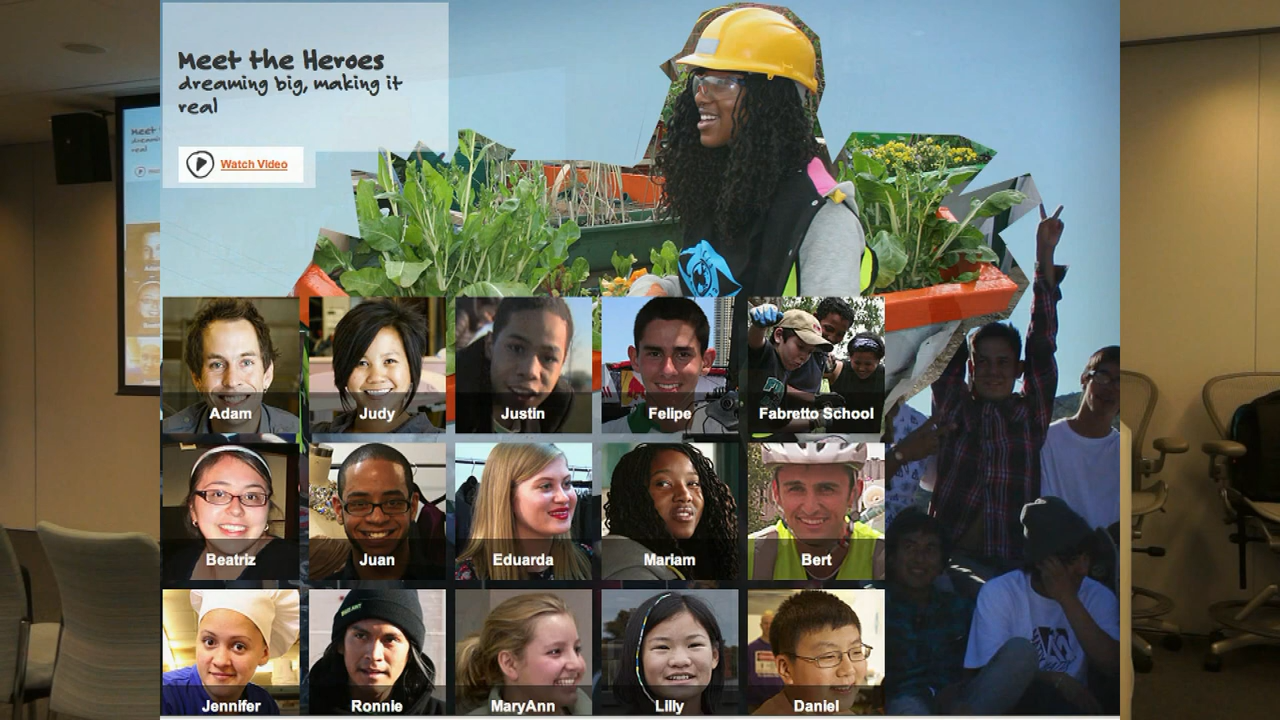 Meet the Heroes
dreaming big, making it
real
Watch Video
Adam
Judy
Justin
Felipe
Fabretto School
Beatriz
Juan
Eduarda
Mariam
Bert
Jennifer
Ronnie
MaryAnn
Lilly
Daniel